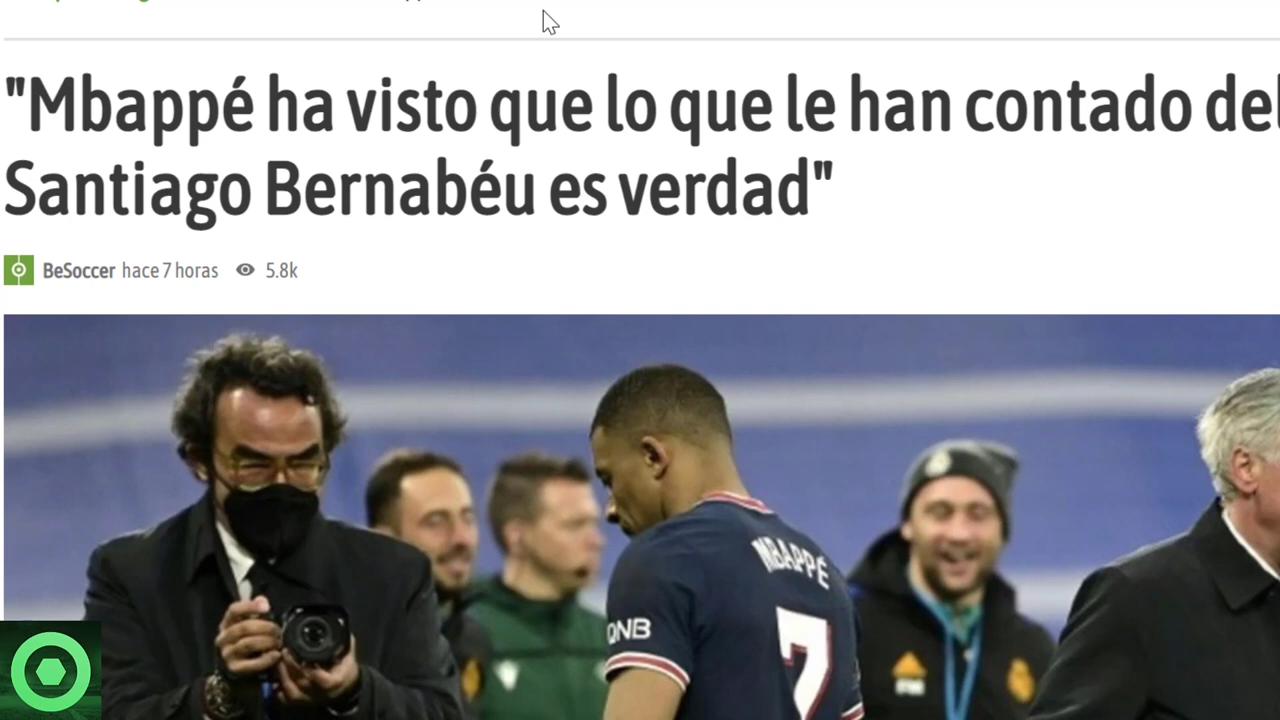 "Mbappé ha visto que lo que le han contado del
Santiago Bernabéu es verdad"
BeSoccer hace 7 horas 5.8k
MBAPPÉ
QNB
7